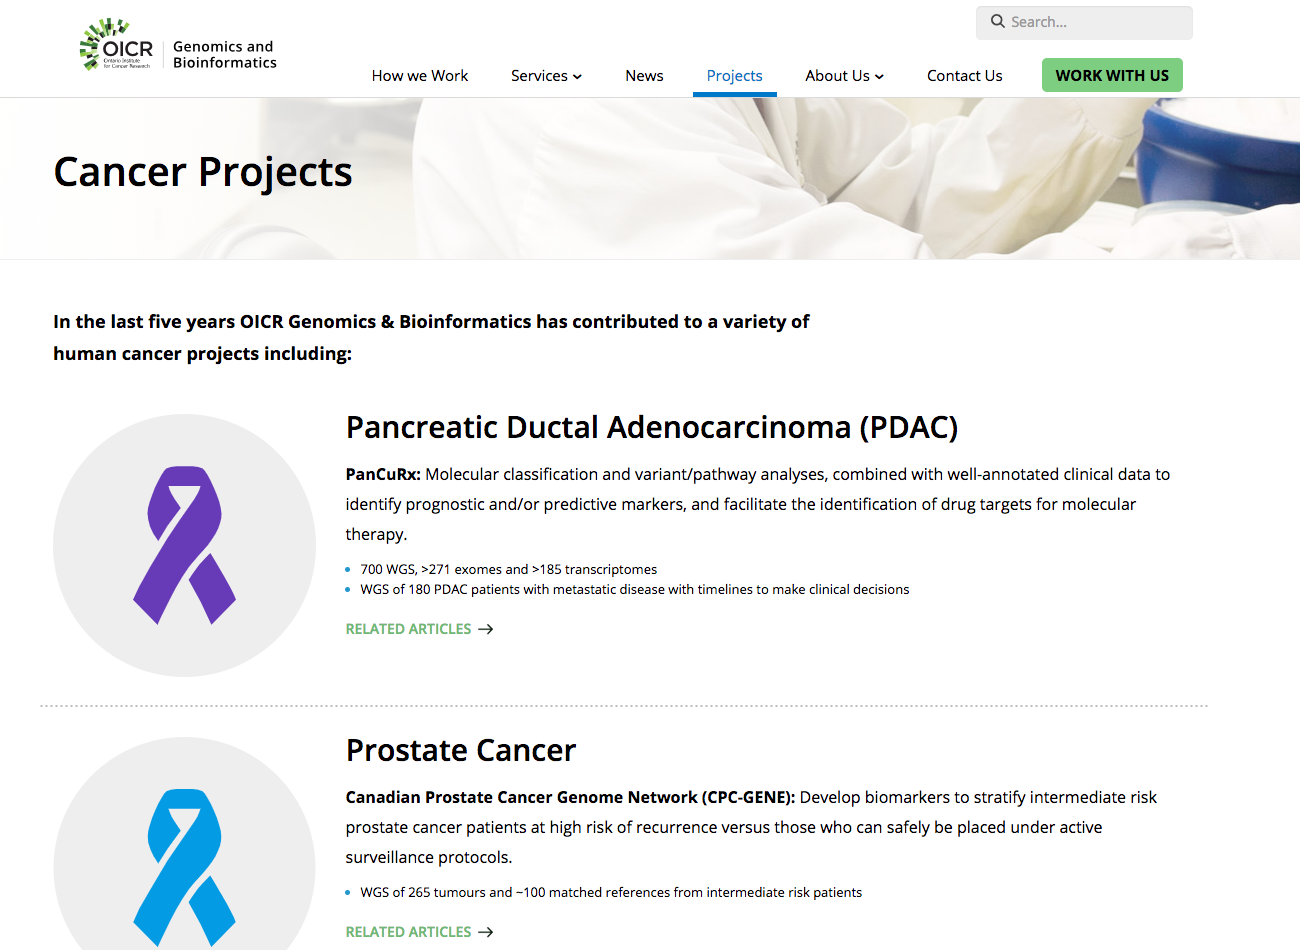 Search...
OICR
Ontario Institute
for Cancer Research
Genomics and
Bioinformatics
How we Work
Services
News
Projects
About Us
Contact Us
WORK WITH US
Cancer Projects
In the last five years OICR Genomics & Bioinformatics has contributed to a variety of
human cancer projects including:
Pancreatic Ductal Adenocarcinoma (PDAC)
PanCuRx: Molecular classification and variant/pathway analyses, combined with well-annotated clinical data to
identify prognostic and/or predictive markers, and facilitate the identification of drug targets for molecular
therapy.
700 WGS, >271 exomes and >185 transcriptomes
WGS of 180 PDAC patients with metastatic disease with timelines to make clinical decisions
RELATED ARTICLES →
Prostate Cancer
Canadian Prostate Cancer Genome Network (CPC-GENE): Develop biomarkers to stratify intermediate risk
prostate cancer patients at high risk of recurrence versus those who can safely be placed under active
surveillance protocols.
WGS of 265 tumours and ~100 matched references from intermediate risk patients
RELATED ARTICLES →